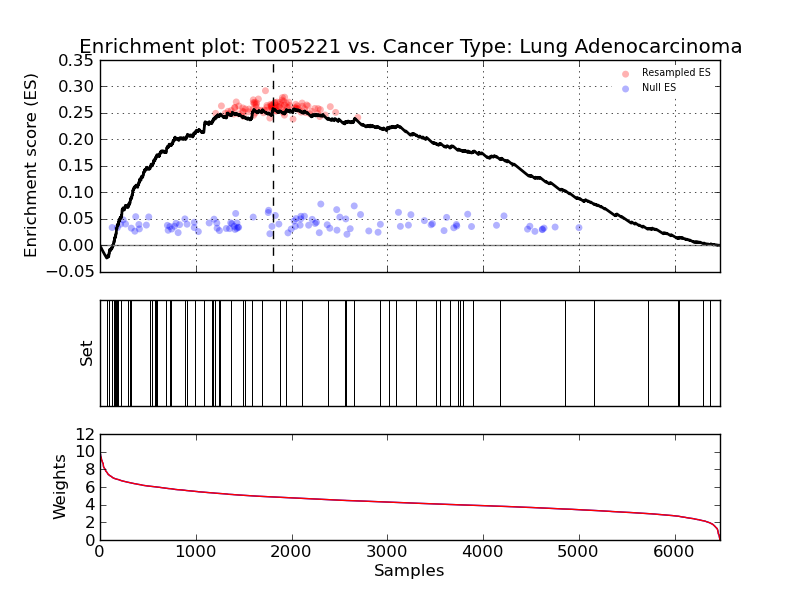 Enrichment plot: T005221 vs. Cancer Type: Lung Adenocarcinoma
Enrichment score (ES)
0.35
0.30
0.25
0.20
0.15
0.10
0.05
0.00
−0.05
Resampled ES
Null ES
Set
Weights
12
10
8
6
4
2
0
0 1000 2000 3000 4000 5000 6000
Samples